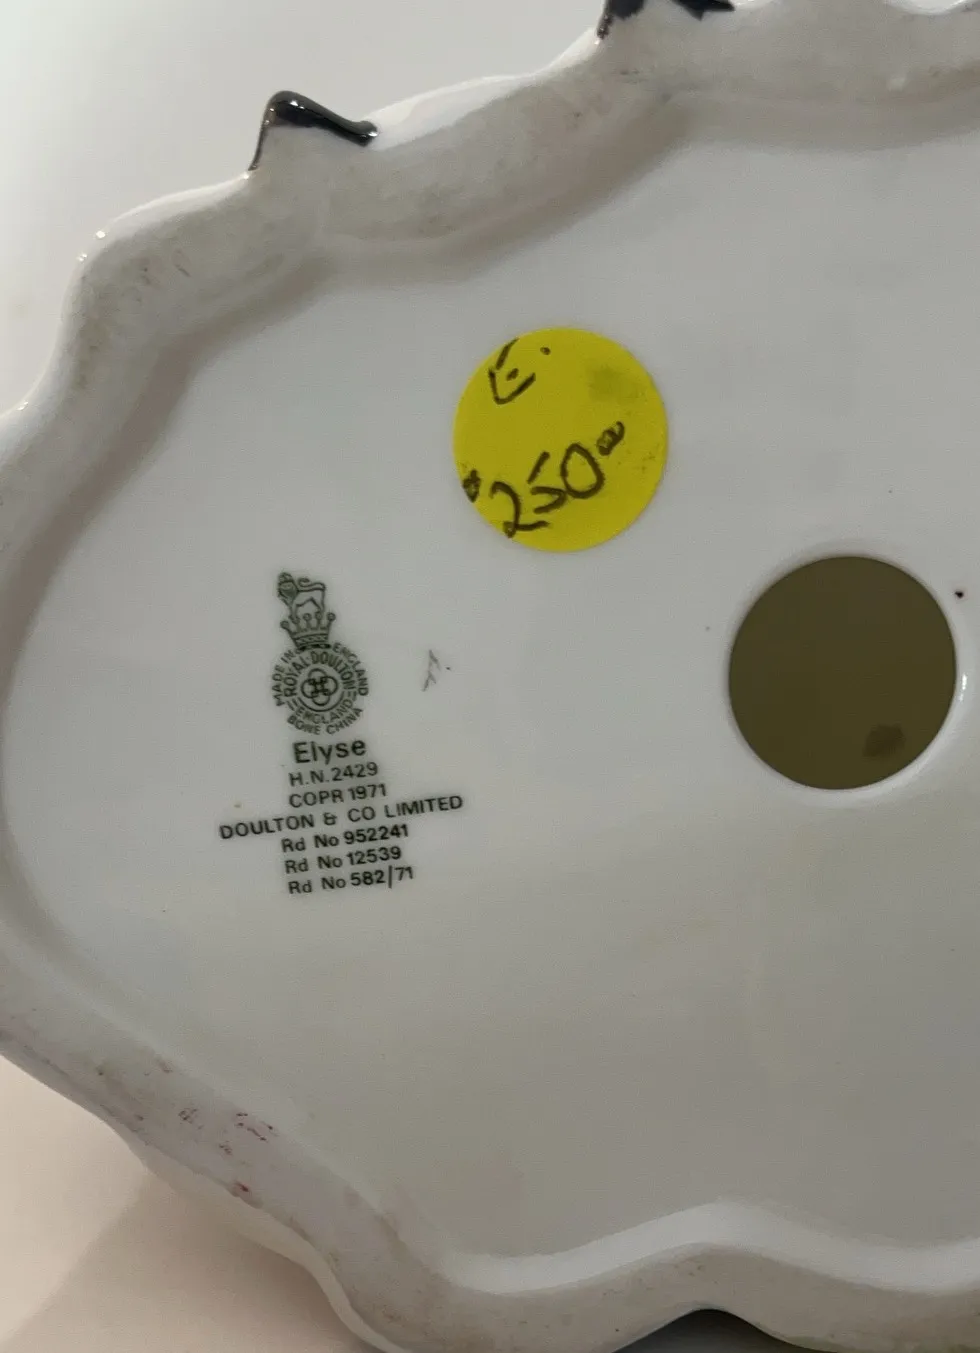 E.
$250.00
MADE IN ENGLAND
ROYAL DOULTON
ENGLAND
BONE CHINA
Elyse
H.N.2429
COPR 1971
DOULTON & CO LIMITED
Rd No 952241
Rd No 12539
Rd No 582/71